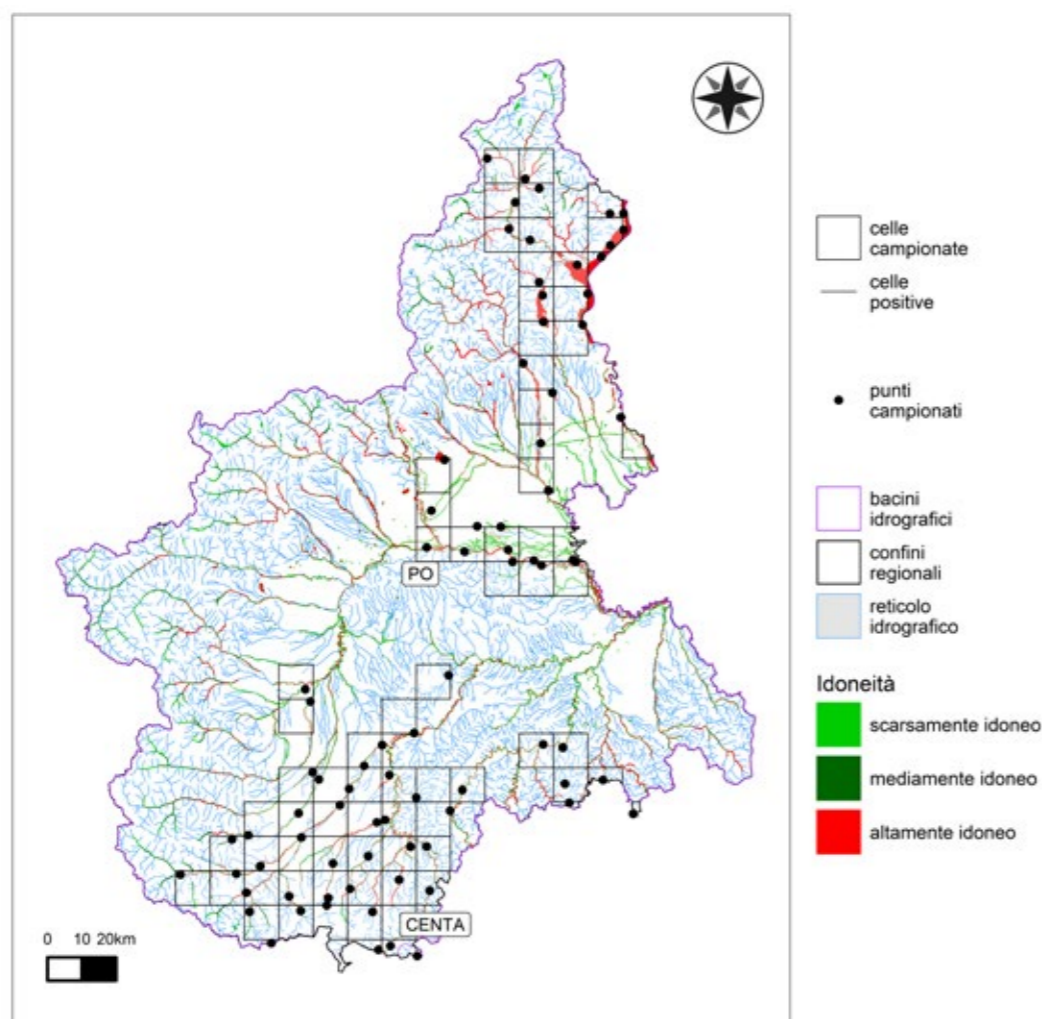 PO
CENTA
0 10 20km
celle
campionate
celle
positive
punti
campionati
bacini
idrografici
confini
regionali
reticolo
idrografico
Idoneità
scarsamente idoneo
mediamente idoneo
altamente idoneo